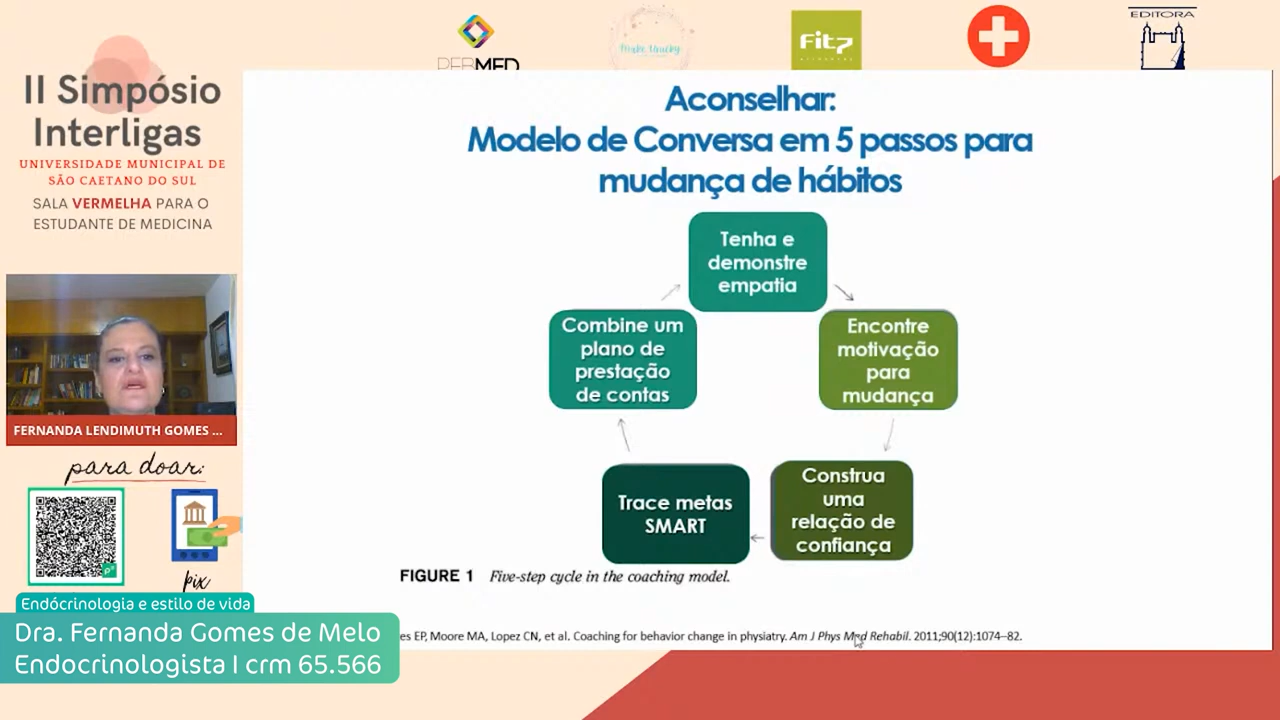 EDITORA
PEBMED
Fit7
II Simpósio
Interligas
UNIVERSIDADE MUNICIPAL DE
SÃO CAETANO DO SUL
SALA VERMELHA PARA O
ESTUDANTE DE MEDICINA
Aconselhar:
Modelo de Conversa em 5 passos para
mudança de hábitos
Tenha e
demonstre
empatia
Encontre
motivação
para
mudança
Construa
uma
relação de
confiança
Trace metas
SMART
Combine um
plano de
prestação
de contas
FIGURE 1 Five-step cycle in the coaching model.
es EP, Moore MA, Lopez CN, et al. Coaching for behavior change in physiatry. Am J Phys Med Rehabil. 2011;90(12):1074–82.
FERNANDA LENDIMUTH GOMES ...
para doar:
pix
Endócrinologia e estilo de vida
Dra. Fernanda Gomes de Melo
Endocrinologista I crm 65.566